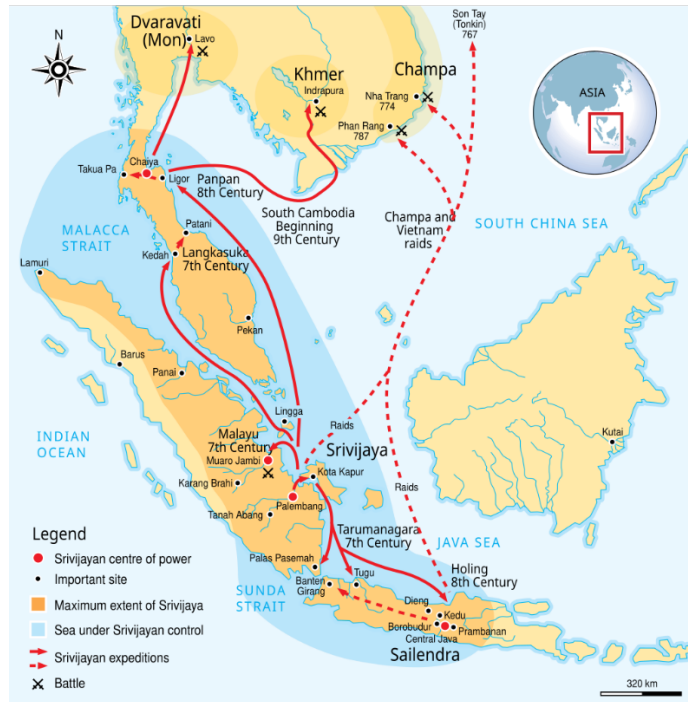 Dvaravati
(Mon)
Lavo
Son Tay
(Tonkin)
767
N
Khmer
Indrapura
Champa
Nha Trang
774
Phan Rang
787
ASIA
Takua Pa
Chaiya
Ligor
Panpan
8th Century
South Cambodia
Beginning
9th Century
Champa and
Vietnam
raids
SOUTH CHINA SEA
MALACCA
STRAIT
Patani
Kedah
Langkasuka
7th Century
Lamuri
Pekan
Barus
Panai
INDIAN
OCEAN
Lingga
Raids
Malayu
7th Century
Muaro Jambi
Srivijaya
Kota Kapur
Kutai
Karang Brahi
Palembang
Raids
Tanah Abang
Tarumanagara
7th Century
JAVA SEA
Palas Pasemah
Holing
8th Century
SUNDA
STRAIT
Banten
Girang
Tugu
Dieng
Kedu
Borobudur
Prambanan
Central Java
Sailendra
Legend
Srivijayan centre of power
Important site
Maximum extent of Srivijaya
Sea under Srivijayan control
Srivijayan expeditions
Battle
320 km